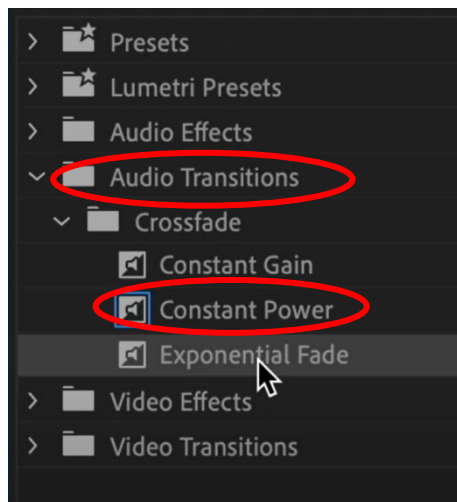 Presets
Lumetri Presets
Audio Effects
Audio Transitions
Crossfade
Constant Gain
Constant Power
Exponential Fade
Video Effects
Video Transitions